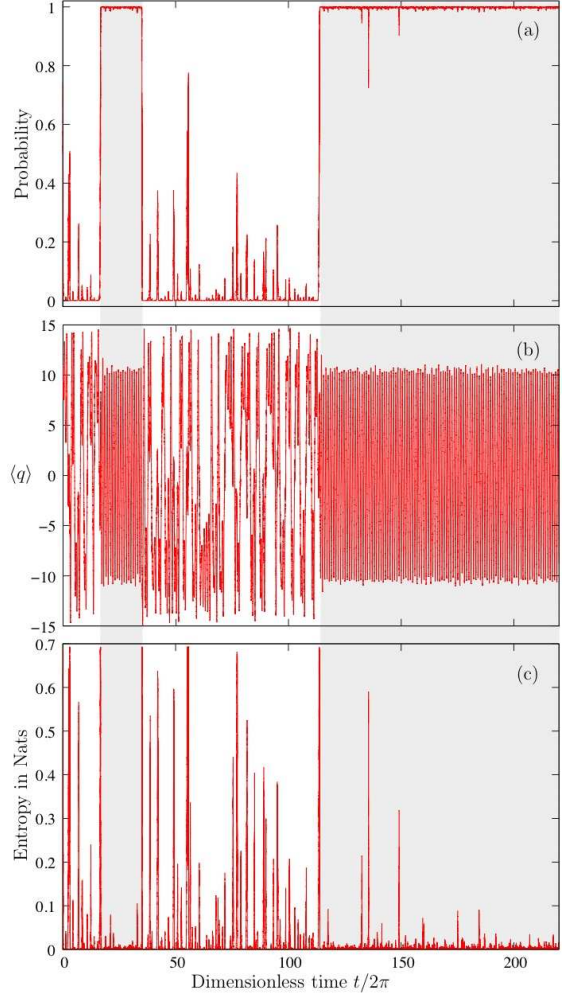 1
(a)
0.8
Probability
0.6
0.4
0.2
0
15
(b)
10
5
⟨q⟩
0
−5
−10
−15
0.7
(c)
0.6
Entropy in Nats
0.5
0.4
0.3
0.2
0.1
0
0 50 100 150 200
Dimensionless time t/2π